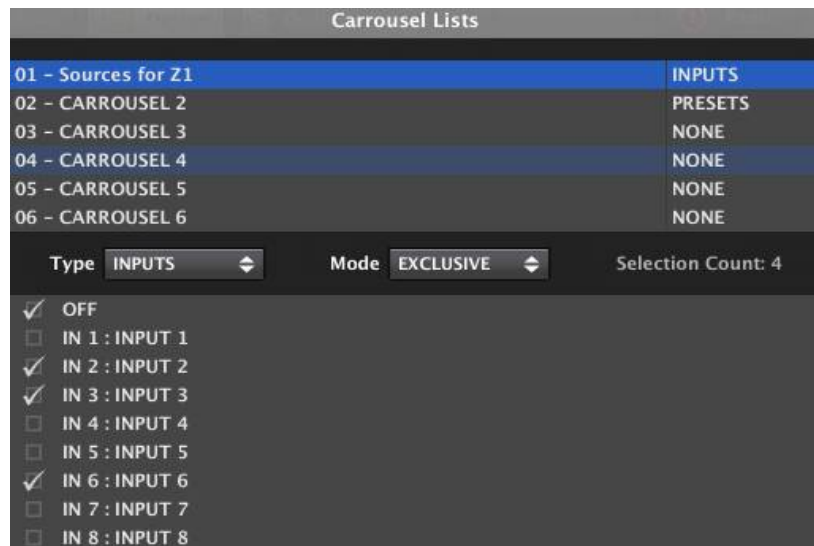 Carrousel Lists
01 - Sources for Z1 INPUTS
02 - CARROUSEL 2 PRESETS
03 - CARROUSEL 3 NONE
04 - CARROUSEL 4 NONE
05 - CARROUSEL 5 NONE
06 - CARROUSEL 6 NONE
Type INPUTS Mode EXCLUSIVE Selection Count: 4
OFF
IN 1 : INPUT 1
IN 2 : INPUT 2
IN 3 : INPUT 3
IN 4 : INPUT 4
IN 5 : INPUT 5
IN 6 : INPUT 6
IN 7 : INPUT 7
IN 8 : INPUT 8